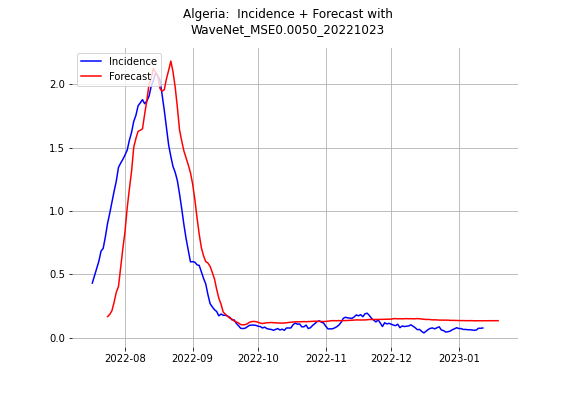 Algeria:  Incidence + Forecast with
WaveNet_MSE0.0050_20221023
Incidence
Forecast
2.0
1.5
1.0
0.5
0.0
2022-08
2022-09
2022-10
2022-11
2022-12
2023-01